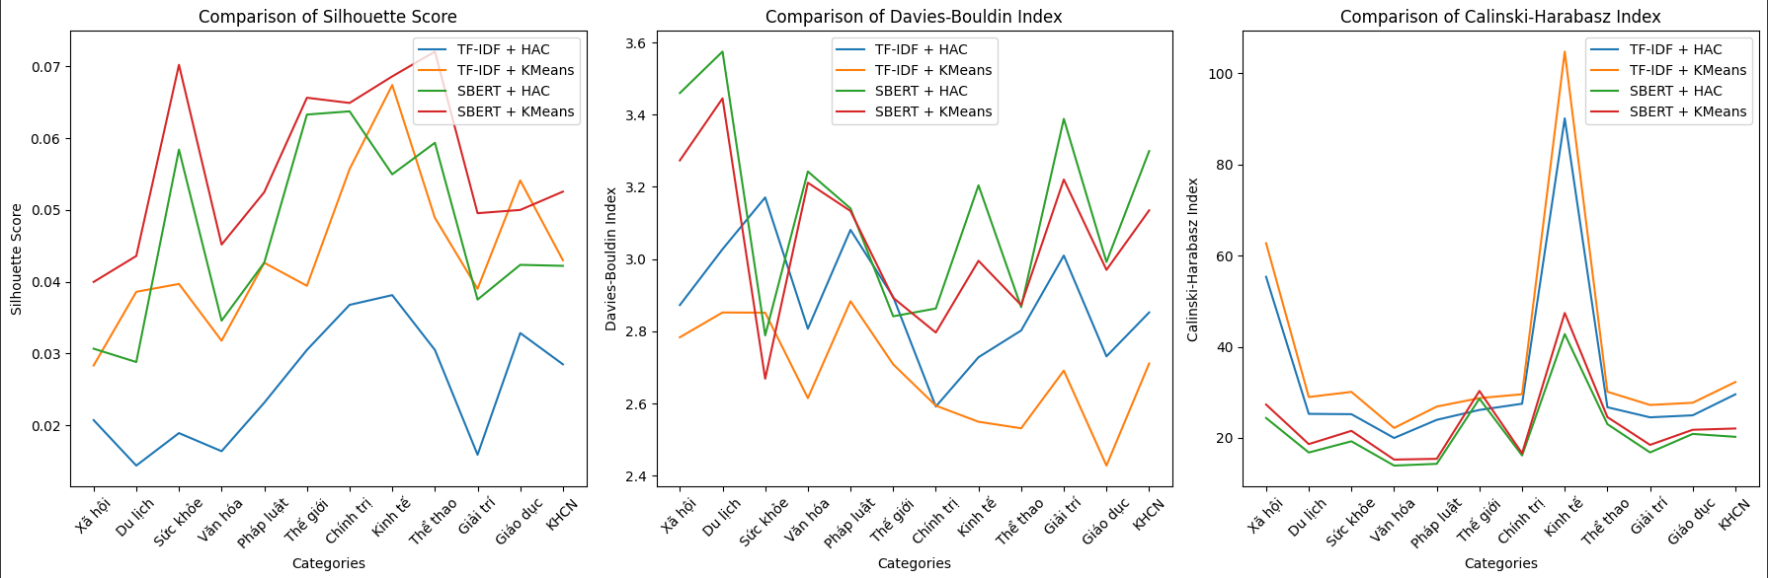 Comparison of Silhouette Score
TF-IDF + HAC
TF-IDF + KMeans
SBERT + HAC
SBERT + KMeans
0.07
0.06
0.05
0.04
0.03
0.02
Silhouette Score
Xã hội
Du lịch
Sức khỏe
Văn hóa
Pháp luật
Thế giới
Chính trị
Kinh tế
Thể thao
Giải trí
Giáo dục
KHCN
Categories
Comparison of Davies-Bouldin Index
TF-IDF + HAC
TF-IDF + KMeans
SBERT + HAC
SBERT + KMeans
3.6
3.4
3.2
3.0
2.8
2.6
2.4
Davies-Bouldin Index
Xã hội
Du lịch
Sức khỏe
Văn hóa
Pháp luật
Thế giới
Chính trị
Kinh tế
Thể thao
Giải trí
Giáo dục
KHCN
Categories
Comparison of Calinski-Harabasz Index
TF-IDF + HAC
TF-IDF + KMeans
SBERT + HAC
SBERT + KMeans
100
80
60
40
20
Calinski-Harabasz Index
Xã hội
Du lịch
Sức khỏe
Văn hóa
Pháp luật
Thế giới
Chính trị
Kinh tế
Thể thao
Giải trí
Giáo dục
KHCN
Categories